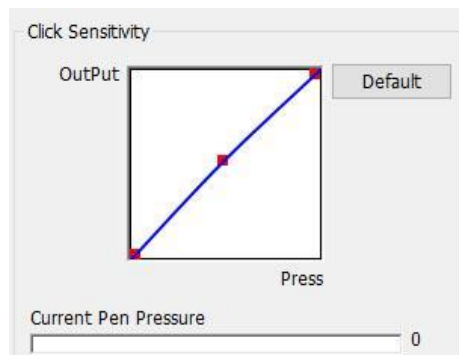 Click Sensitivity
OutPut
Default
Press
Current Pen Pressure
0